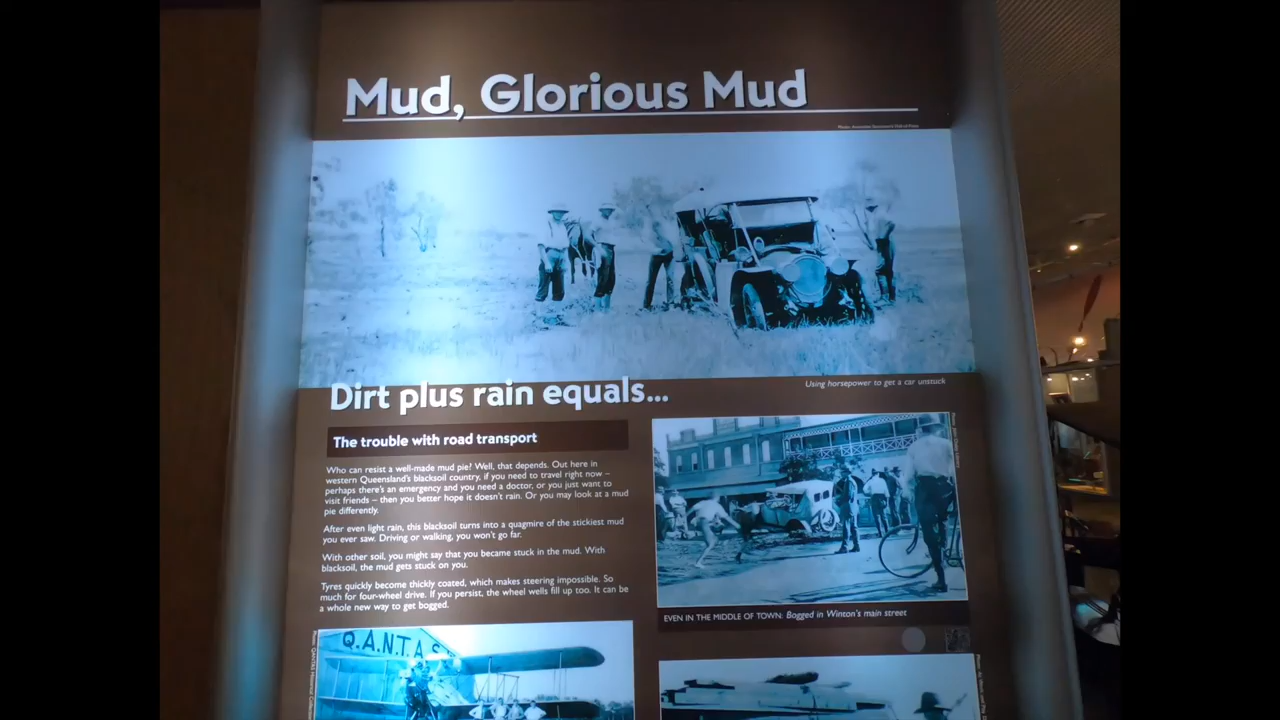 Mud, Glorious Mud
Using horsepower to get a car unstuck
Dirt plus rain equals...
The trouble with road transport
Who can resist a well-made mud pie? Well, that depends. Out here in
western Queensland's blacksoil country, if you need to travel right now –
perhaps there's an emergency and you need a doctor, or you just want to
visit friends – then you better hope it doesn't rain. Or you may look at a mud
pie differently.
After even light rain, this blacksoil turns into a quagmire of the stickiest mud
you ever saw. Driving or walking, you won't go far.
With other soil, you might say that you became stuck in the mud. With
blacksoil, the mud gets stuck on you.
Tyres quickly become thickly coated, which makes steering impossible. So
much for four-wheel drive. If you persist, the wheel wells fill up too. It can be
a whole new way to get bogged.
EVEN IN THE MIDDLE OF TOWN: Bogged in Winton's main street
Q.A.N.T.A.S